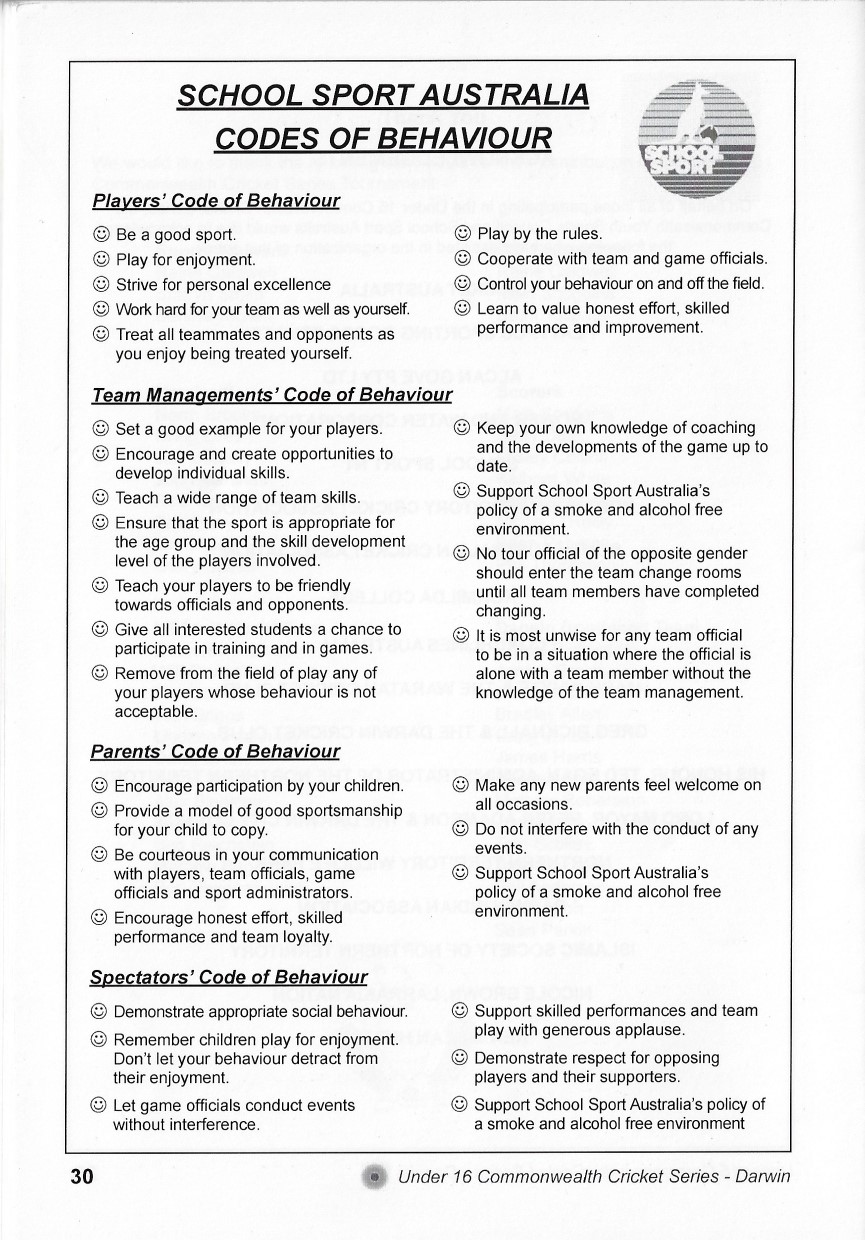 SCHOOL SPORT AUSTRALIA
CODES OF BEHAVIOUR
SCHOOL
SPORT
Players' Code of Behaviour
Be a good sport.
Play for enjoyment.
Strive for personal excellence
Work hard for your team as well as yourself.
Treat all teammates and opponents as
you enjoy being treated yourself.
Play by the rules.
Cooperate with team and game officials.
Control your behaviour on and off the field.
Learn to value honest effort, skilled
performance and improvement.
Team Managements' Code of Behaviour
Set a good example for your players.
Encourage and create opportunities to
develop individual skills.
Teach a wide range of team skills.
Ensure that the sport is appropriate for
the age group and the skill development
level of the players involved.
Teach your players to be friendly
towards officials and opponents.
Give all interested students a chance to
participate in training and in games.
Remove from the field of play any of
your players whose behaviour is not
acceptable.
Keep your own knowledge of coaching
and the developments of the game up to
date.
Support School Sport Australia's
policy of a smoke and alcohol free
environment.
No tour official of the opposite gender
should enter the team change rooms
until all team members have completed
changing.
It is most unwise for any team official
to be in a situation where the official is
alone with a team member without the
knowledge of the team management.
Parents' Code of Behaviour
Encourage participation by your children.
Provide a model of good sportsmanship
for your child to copy.
Be courteous in your communication
with players, team officials, game
officials and sport administrators.
Encourage honest effort, skilled
performance and team loyalty.
Make any new parents feel welcome on
all occasions.
Do not interfere with the conduct of any
events.
Support School Sport Australia's
policy of a smoke and alcohol free
environment.
Spectators' Code of Behaviour
Demonstrate appropriate social behaviour.
Remember children play for enjoyment.
Don't let your behaviour detract from
their enjoyment.
Let game officials conduct events
without interference.
Support skilled performances and team
play with generous applause.
Demonstrate respect for opposing
players and their supporters.
Support School Sport Australia's policy of
a smoke and alcohol free environment
30
Under 16 Commonwealth Cricket Series - Darwin